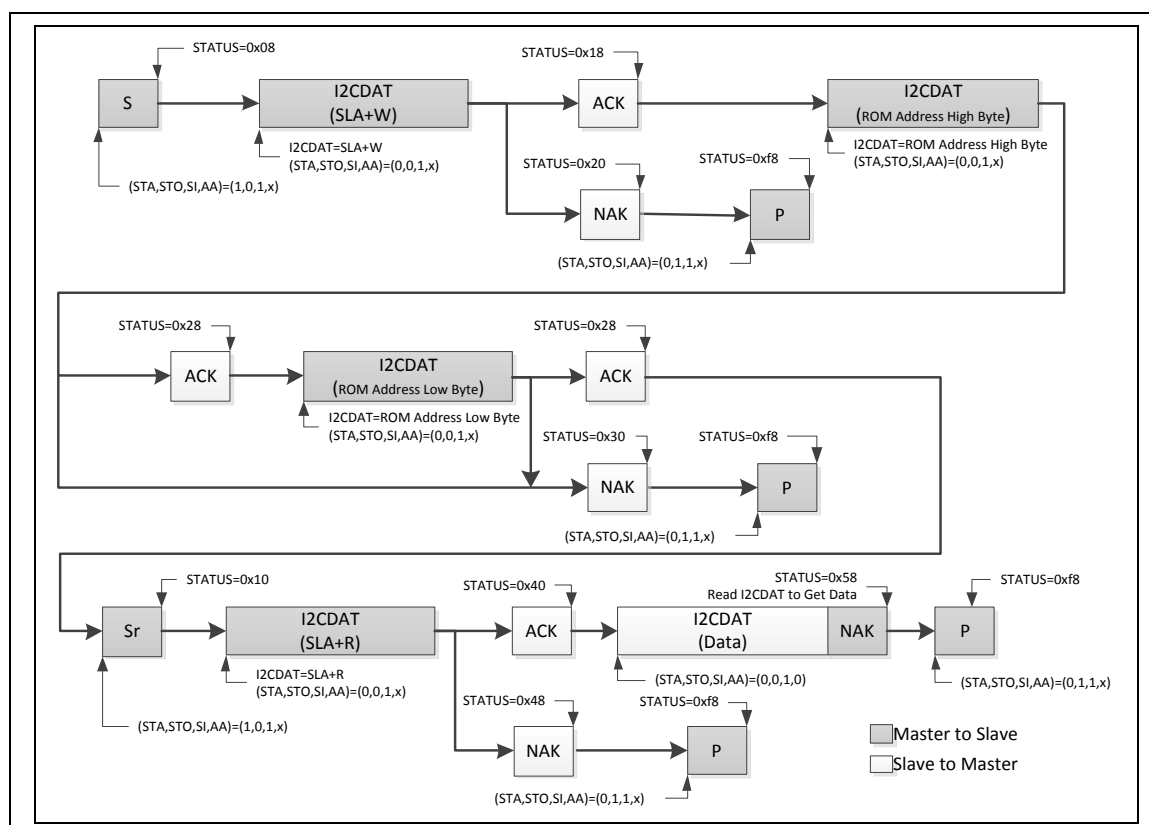 STATUS=0x08
STATUS=0x18
S
I2CDAT
(SLA+W)
ACK
I2CDAT
(ROM Address High Byte)
I2CDAT=SLA+W
(STA,STO,SI,AA)=(0,0,1,x)
I2CDAT=ROM Address High Byte
(STA,STO,SI,AA)=(0,0,1,x)
(STA,STO,SI,AA)=(1,0,1,x)
STATUS=0x20
STATUS=0xf8
NAK
P
(STA,STO,SI,AA)=(0,1,1,x)
STATUS=0x28
STATUS=0x28
ACK
I2CDAT
(ROM Address Low Byte)
ACK
I2CDAT=ROM Address Low Byte
(STA,STO,SI,AA)=(0,0,1,x)
STATUS=0x30
STATUS=0xf8
NAK
P
(STA,STO,SI,AA)=(0,1,1,x)
STATUS=0x10
STATUS=0x40
STATUS=0x58
Read I2CDAT to Get Data
STATUS=0xf8
Sr
I2CDAT
(SLA+R)
ACK
I2CDAT
(Data)
NAK
P
I2CDAT=SLA+R
(STA,STO,SI,AA)=(0,0,1,x)
(STA,STO,SI,AA)=(0,0,1,0)
(STA,STO,SI,AA)=(0,1,1,x)
(STA,STO,SI,AA)=(1,0,1,x)
STATUS=0x48
STATUS=0xf8
NAK
P
(STA,STO,SI,AA)=(0,1,1,x)
Master to Slave
Slave to Master